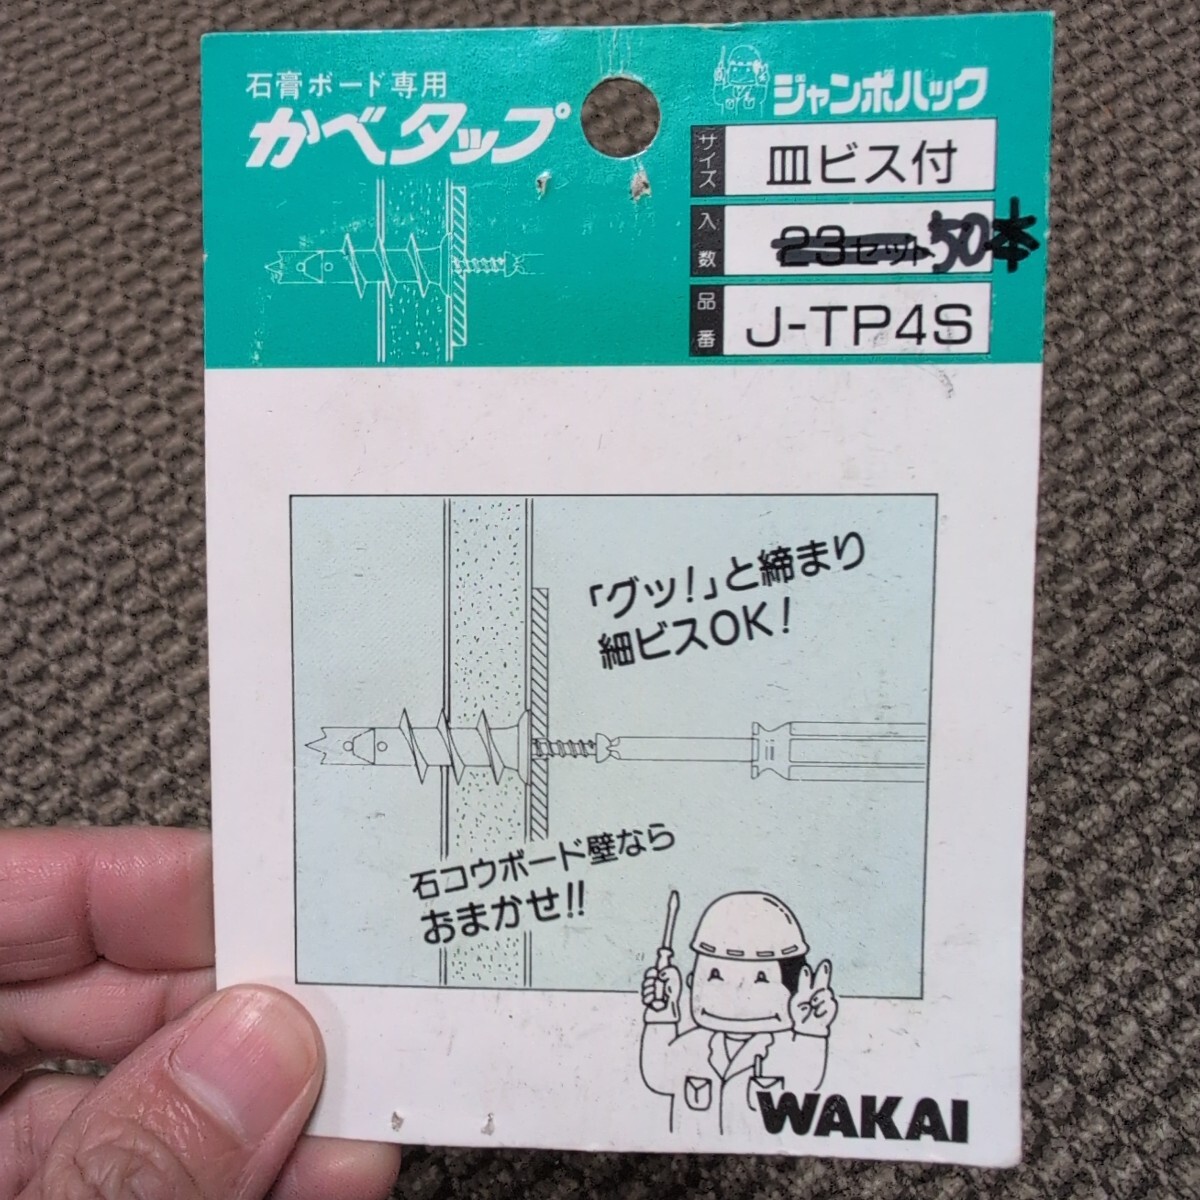 石膏ボード専用
かべタップ
ジャンボパック
サイズ
皿ビス付
入数
23セット 50本
品番
J-TP4S
「グッ!」と締まり
細ビスOK!
石コウボード壁なら
おまかせ!!
WAKAI